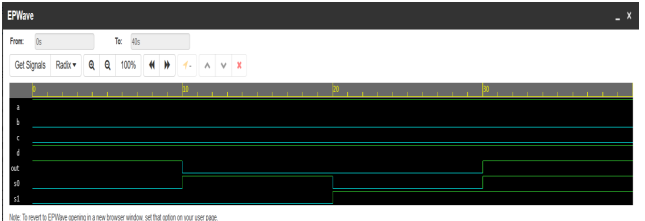 EPWave
From: 0s To: 40s
Get Signals Radix 100%
0 10 20 30
a
b
c
d
out
s0
s1
Note: To revert to EPWave opening in a new browser window, set that option on your user page.